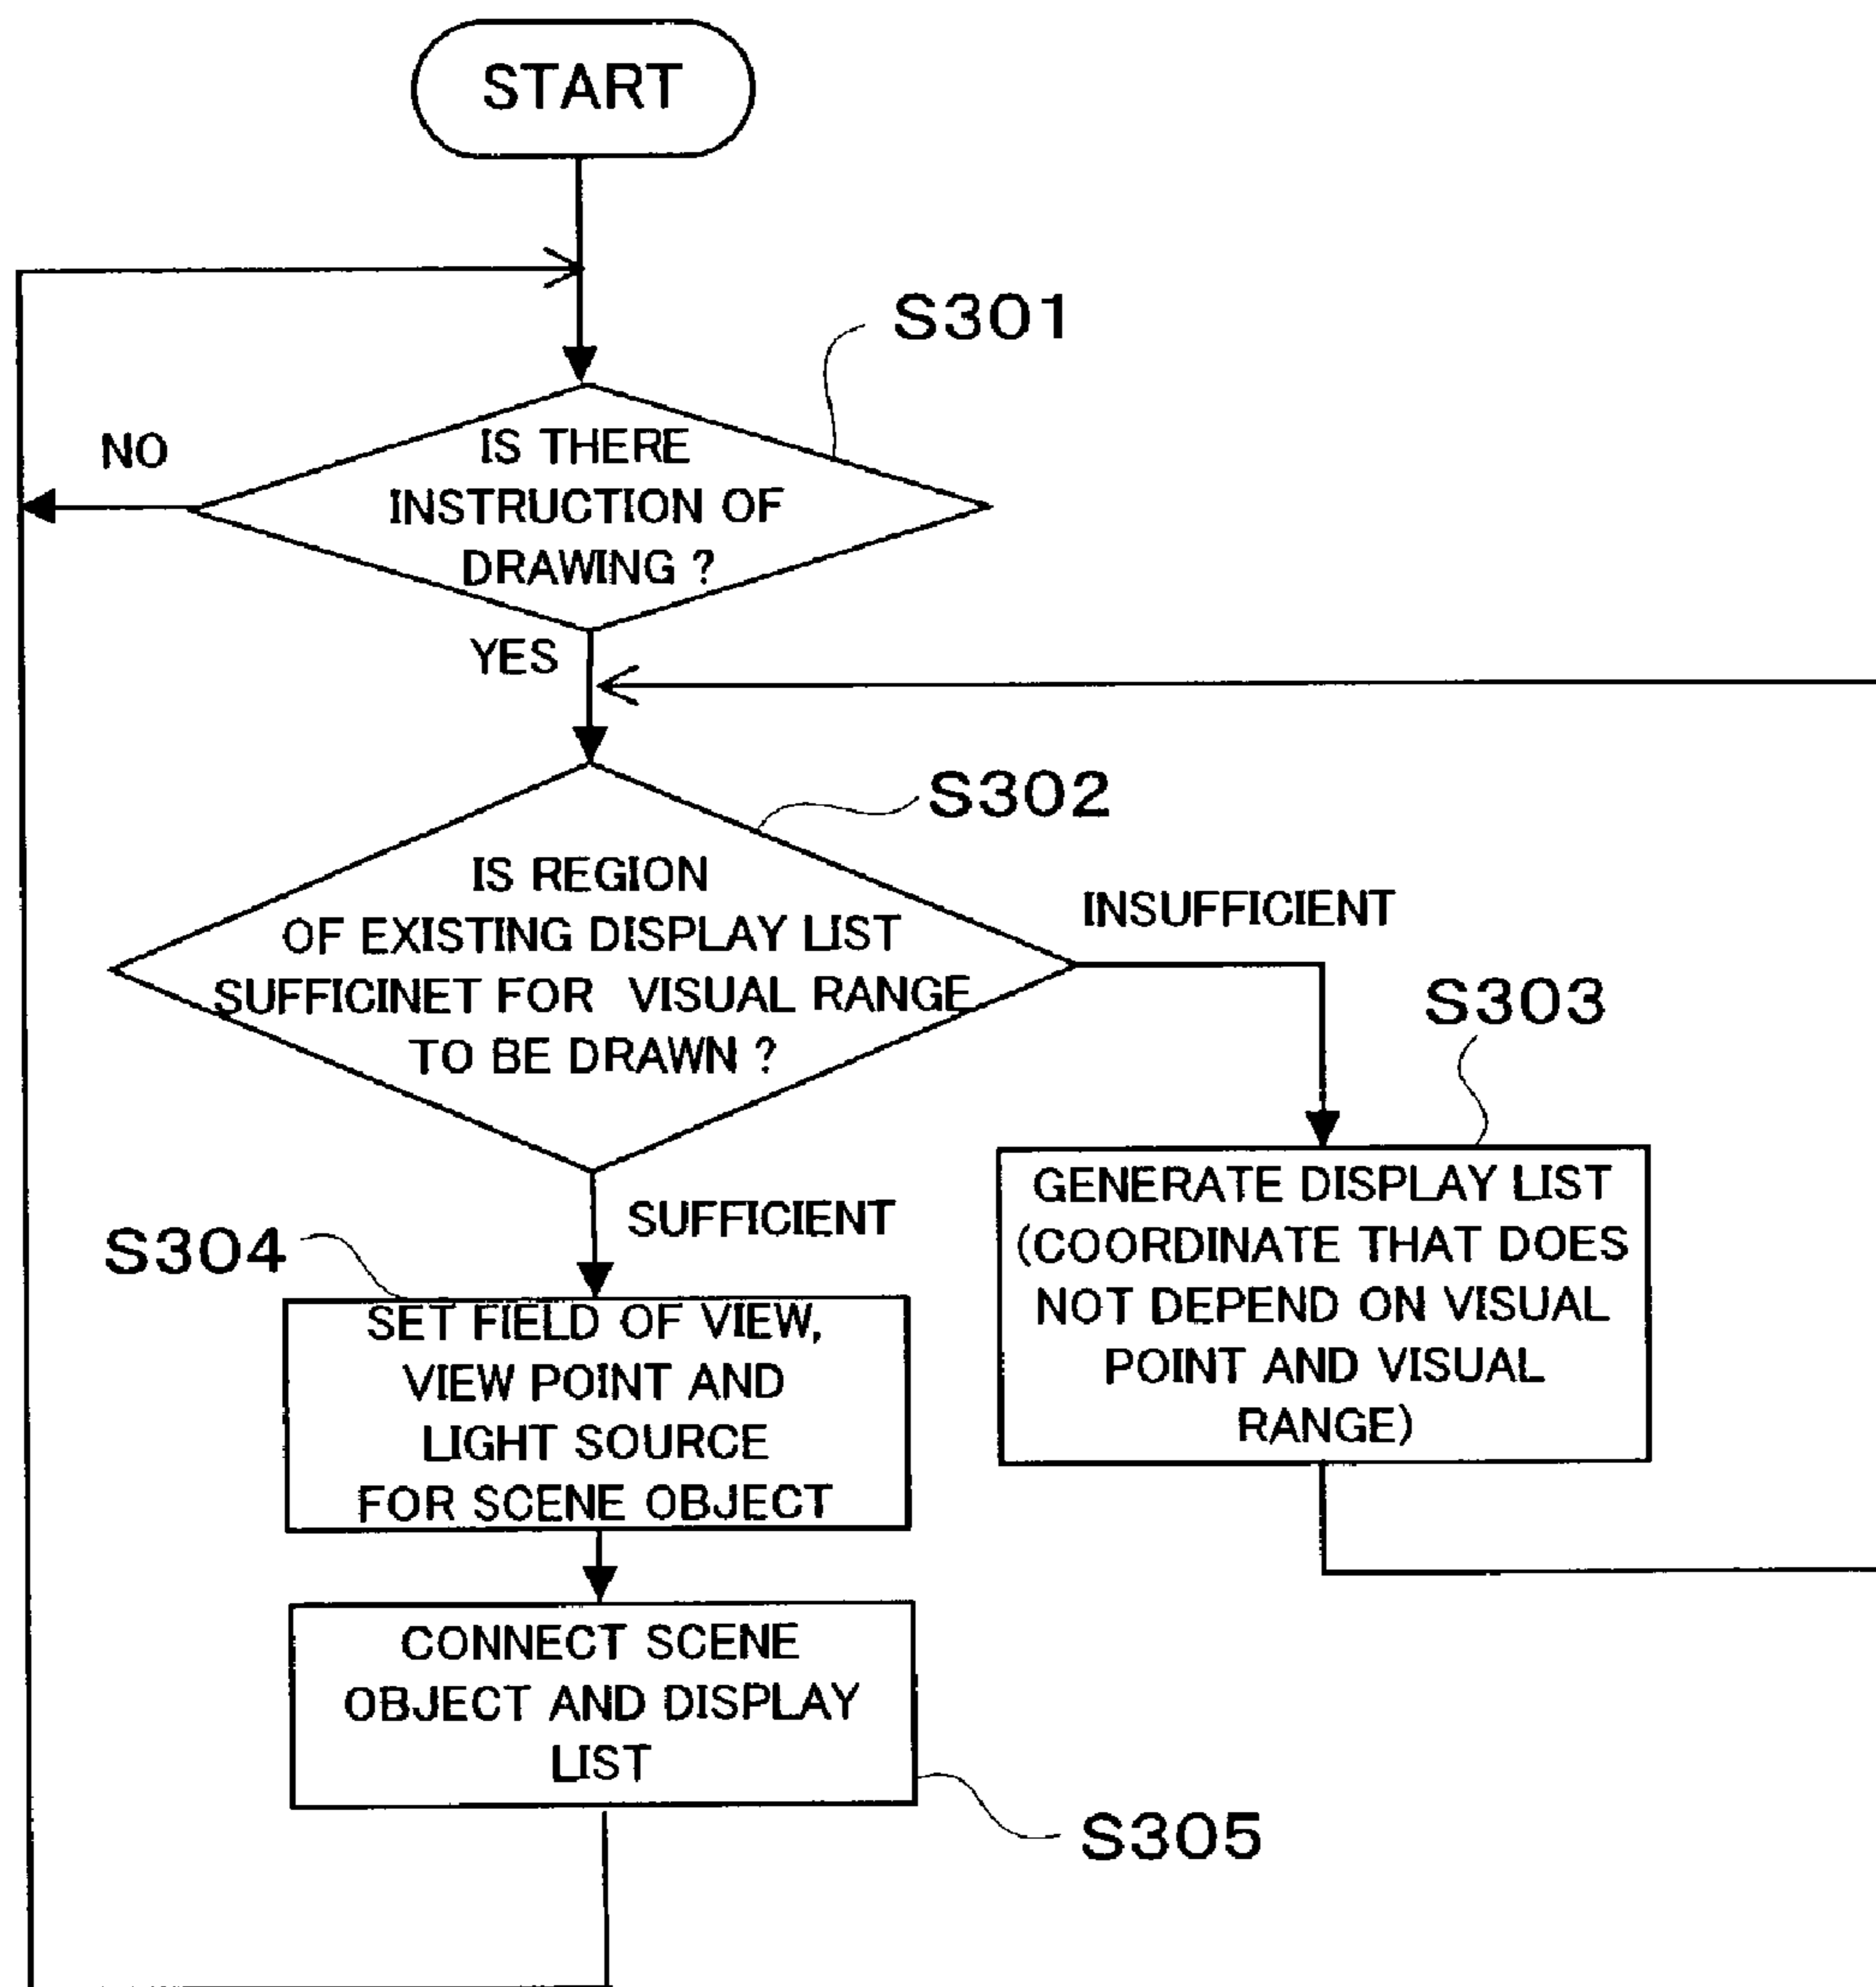 START
S301
NO
IS THERE
INSTRUCTION OF
DRAWING ?
YES
S302
IS REGION
OF EXISTING DISPLAY LIST
SUFFICINET FOR VISUAL RANGE
TO BE DRAWN ?
INSUFFICIENT
S303
GENERATE DISPLAY LIST
(COORDINATE THAT DOES
NOT DEPEND ON VISUAL
POINT AND VISUAL
RANGE)
SUFFICIENT
S304
SET FIELD OF VIEW,
VIEW POINT AND
LIGHT SOURCE
FOR SCENE OBJECT
CONNECT SCENE
OBJECT AND DISPLAY
LIST
S305